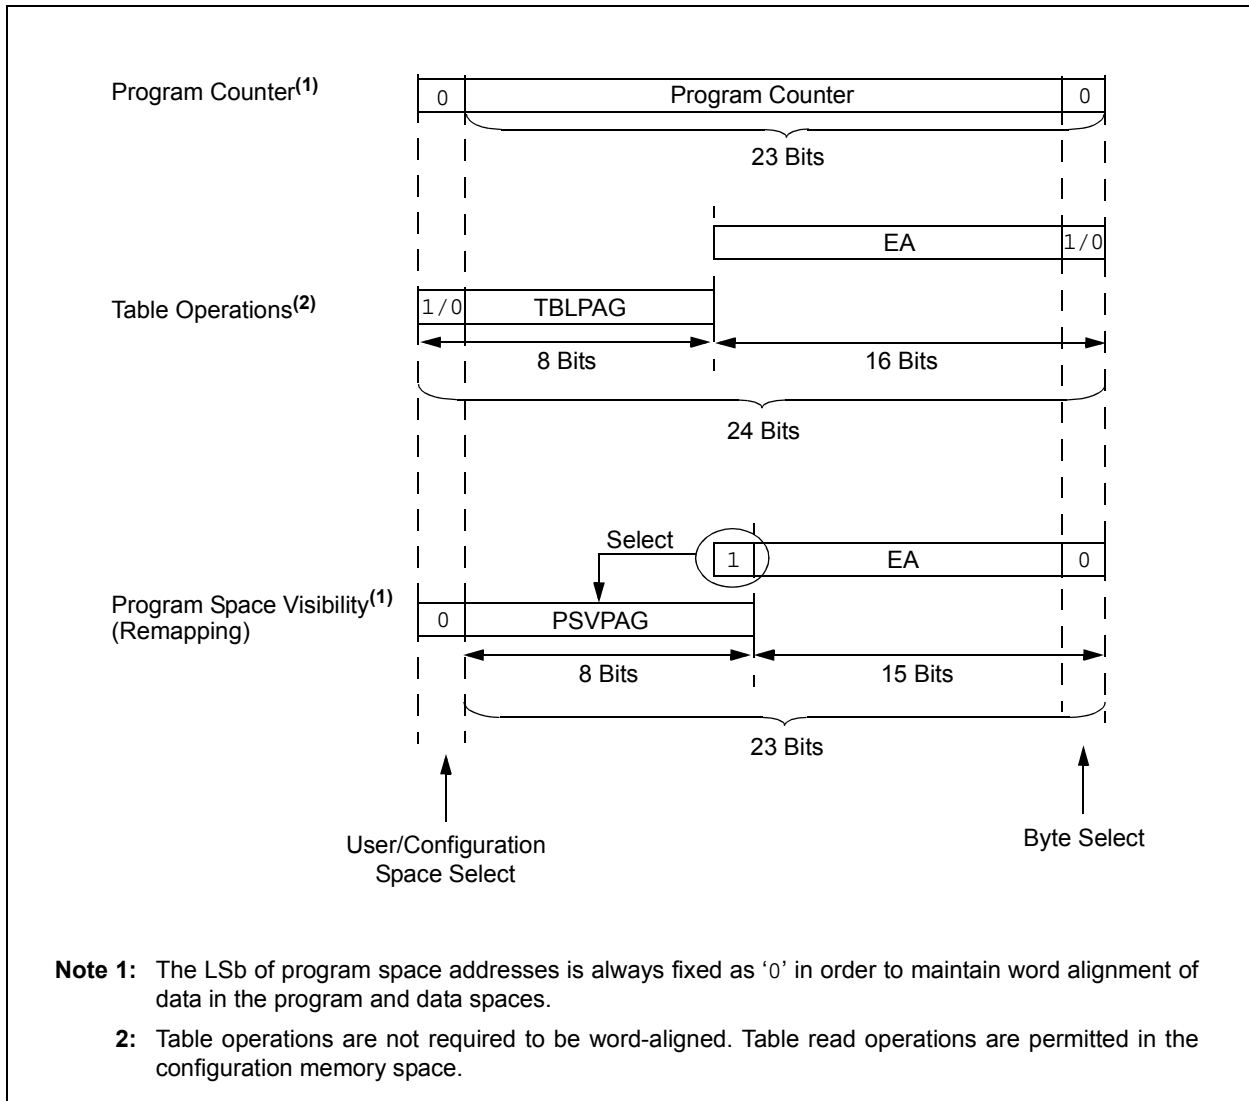 Program Counter(1)
0
Program Counter
0
23 Bits
EA
1/0
Table Operations(2)
1/0
TBLPAG
8 Bits
16 Bits
24 Bits
Select
1
EA
0
Program Space Visibility(1)
(Remapping)
0
PSVPAG
8 Bits
15 Bits
23 Bits
User/Configuration
Space Select
Byte Select
Note 1: The LSb of program space addresses is always fixed as ‘0’ in order to maintain word alignment of
data in the program and data spaces.
2: Table operations are not required to be word-aligned. Table read operations are permitted in the
configuration memory space.